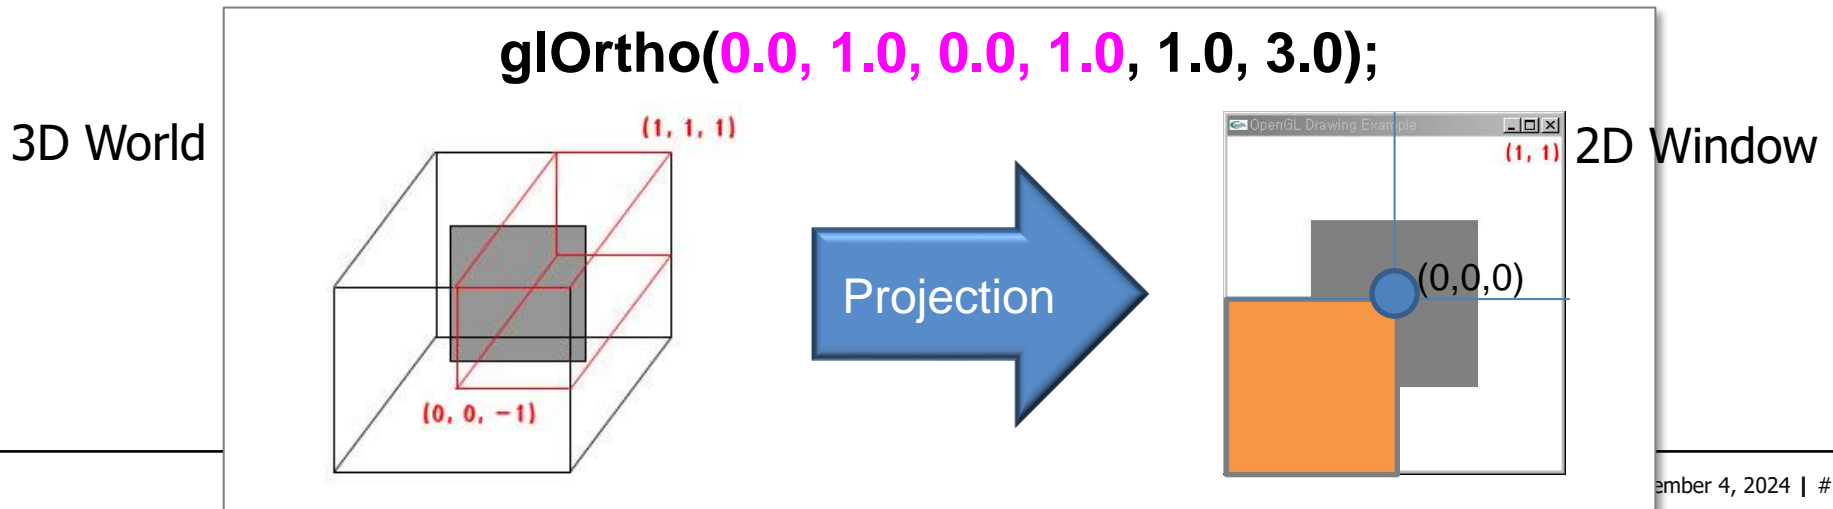 glOrtho(0.0, 1.0, 0.0, 1.0, 1.0, 3.0);
3D World
(1, 1, 1)
(0, 0, -1)
Projection
OpenGL Drawing Example
(1, 1)
2D Window
(0,0,0)
ember 4, 2024 | #